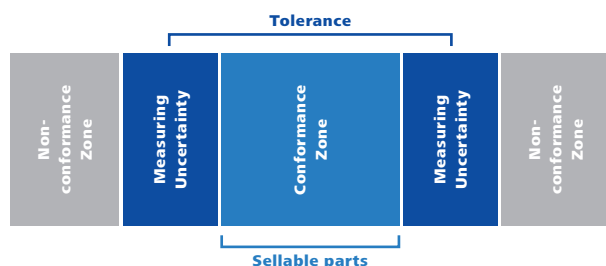 Tolerance
Non-
conformance
Zone
Measuring
Uncertainty
Conformance
Zone
Measuring
Uncertainty
Non-
conformance
Zone
Sellable parts